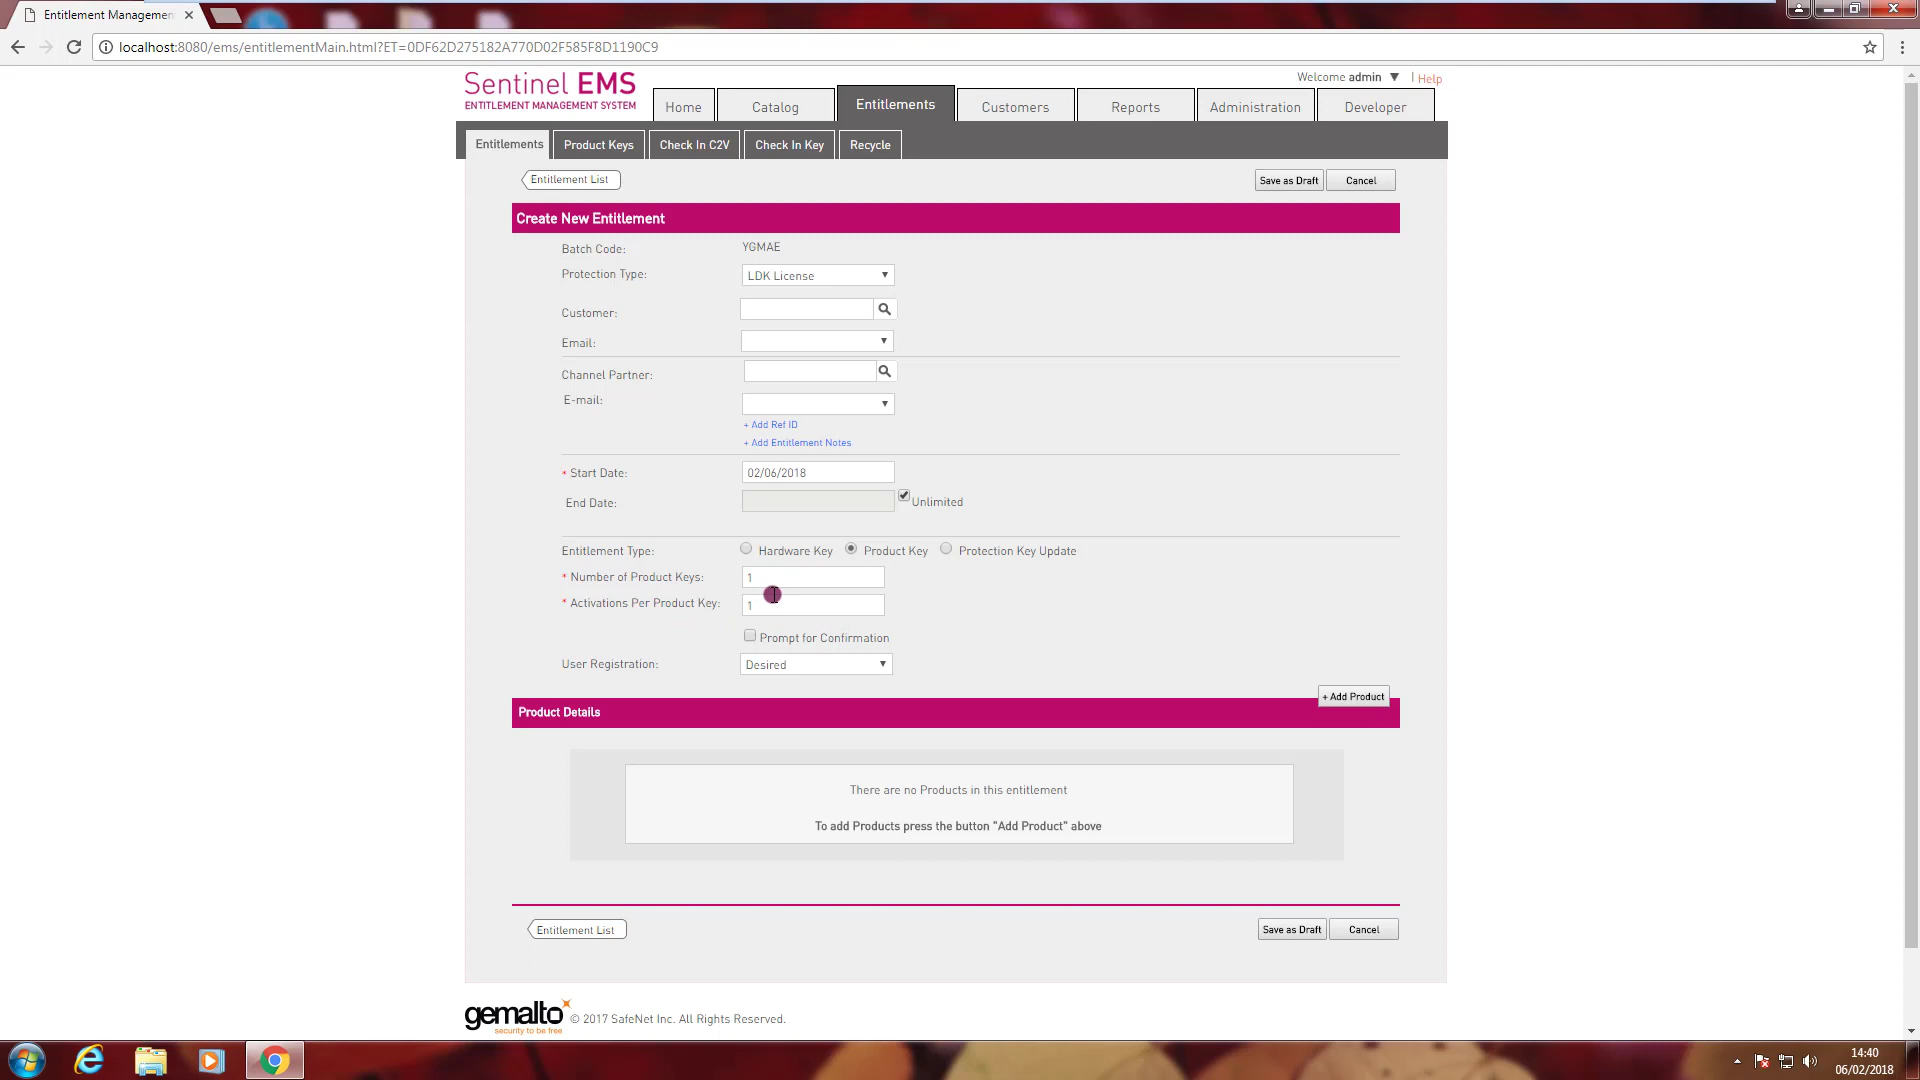 Entitlement Managemen
localhost:8080/ems/entitlementMain.html?ET=0DF62D275182A770D02F585F8D1190C9
Sentinel EMS
ENTITLEMENT MANAGEMENT SYSTEM
Welcome admin ▼ | Help
Home Catalog Entitlements Customers Reports Administration Developer
Entitlements Product Keys Check In C2V Check In Key Recycle
Entitlement List Save as Draft Cancel
Create New Entitlement
Batch Code: YGMAE
Protection Type: LDK License
Customer:
Email:
Channel Partner:
E-mail:
+ Add Ref ID
+ Add Entitlement Notes
* Start Date: 02/06/2018
End Date: Unlimited
Entitlement Type: Hardware Key Product Key Protection Key Update
* Number of Product Keys: 1
* Activations Per Product Key: 1
Prompt for Confirmation
User Registration: Desired
+ Add Product
Product Details
There are no Products in this entitlement
To add Products press the button "Add Product" above
Entitlement List Save as Draft Cancel
gemalto
security to be free
© 2017 SafeNet Inc. All Rights Reserved.
14:40
06/02/2018